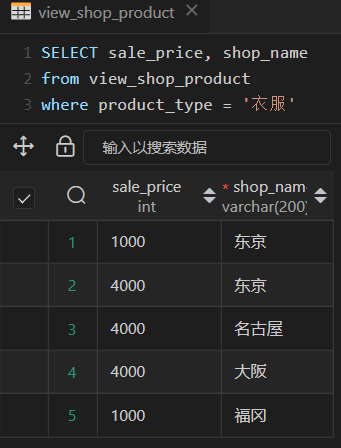 view_shop_product
1 SELECT sale_price, shop_name
2 from view_shop_product
3 where product_type = '衣服'
输入以搜索数据
sale_price * shop_name
int varchar(200)
1 1000 东京
2 4000 东京
3 4000 名古屋
4 4000 大阪
5 1000 福冈